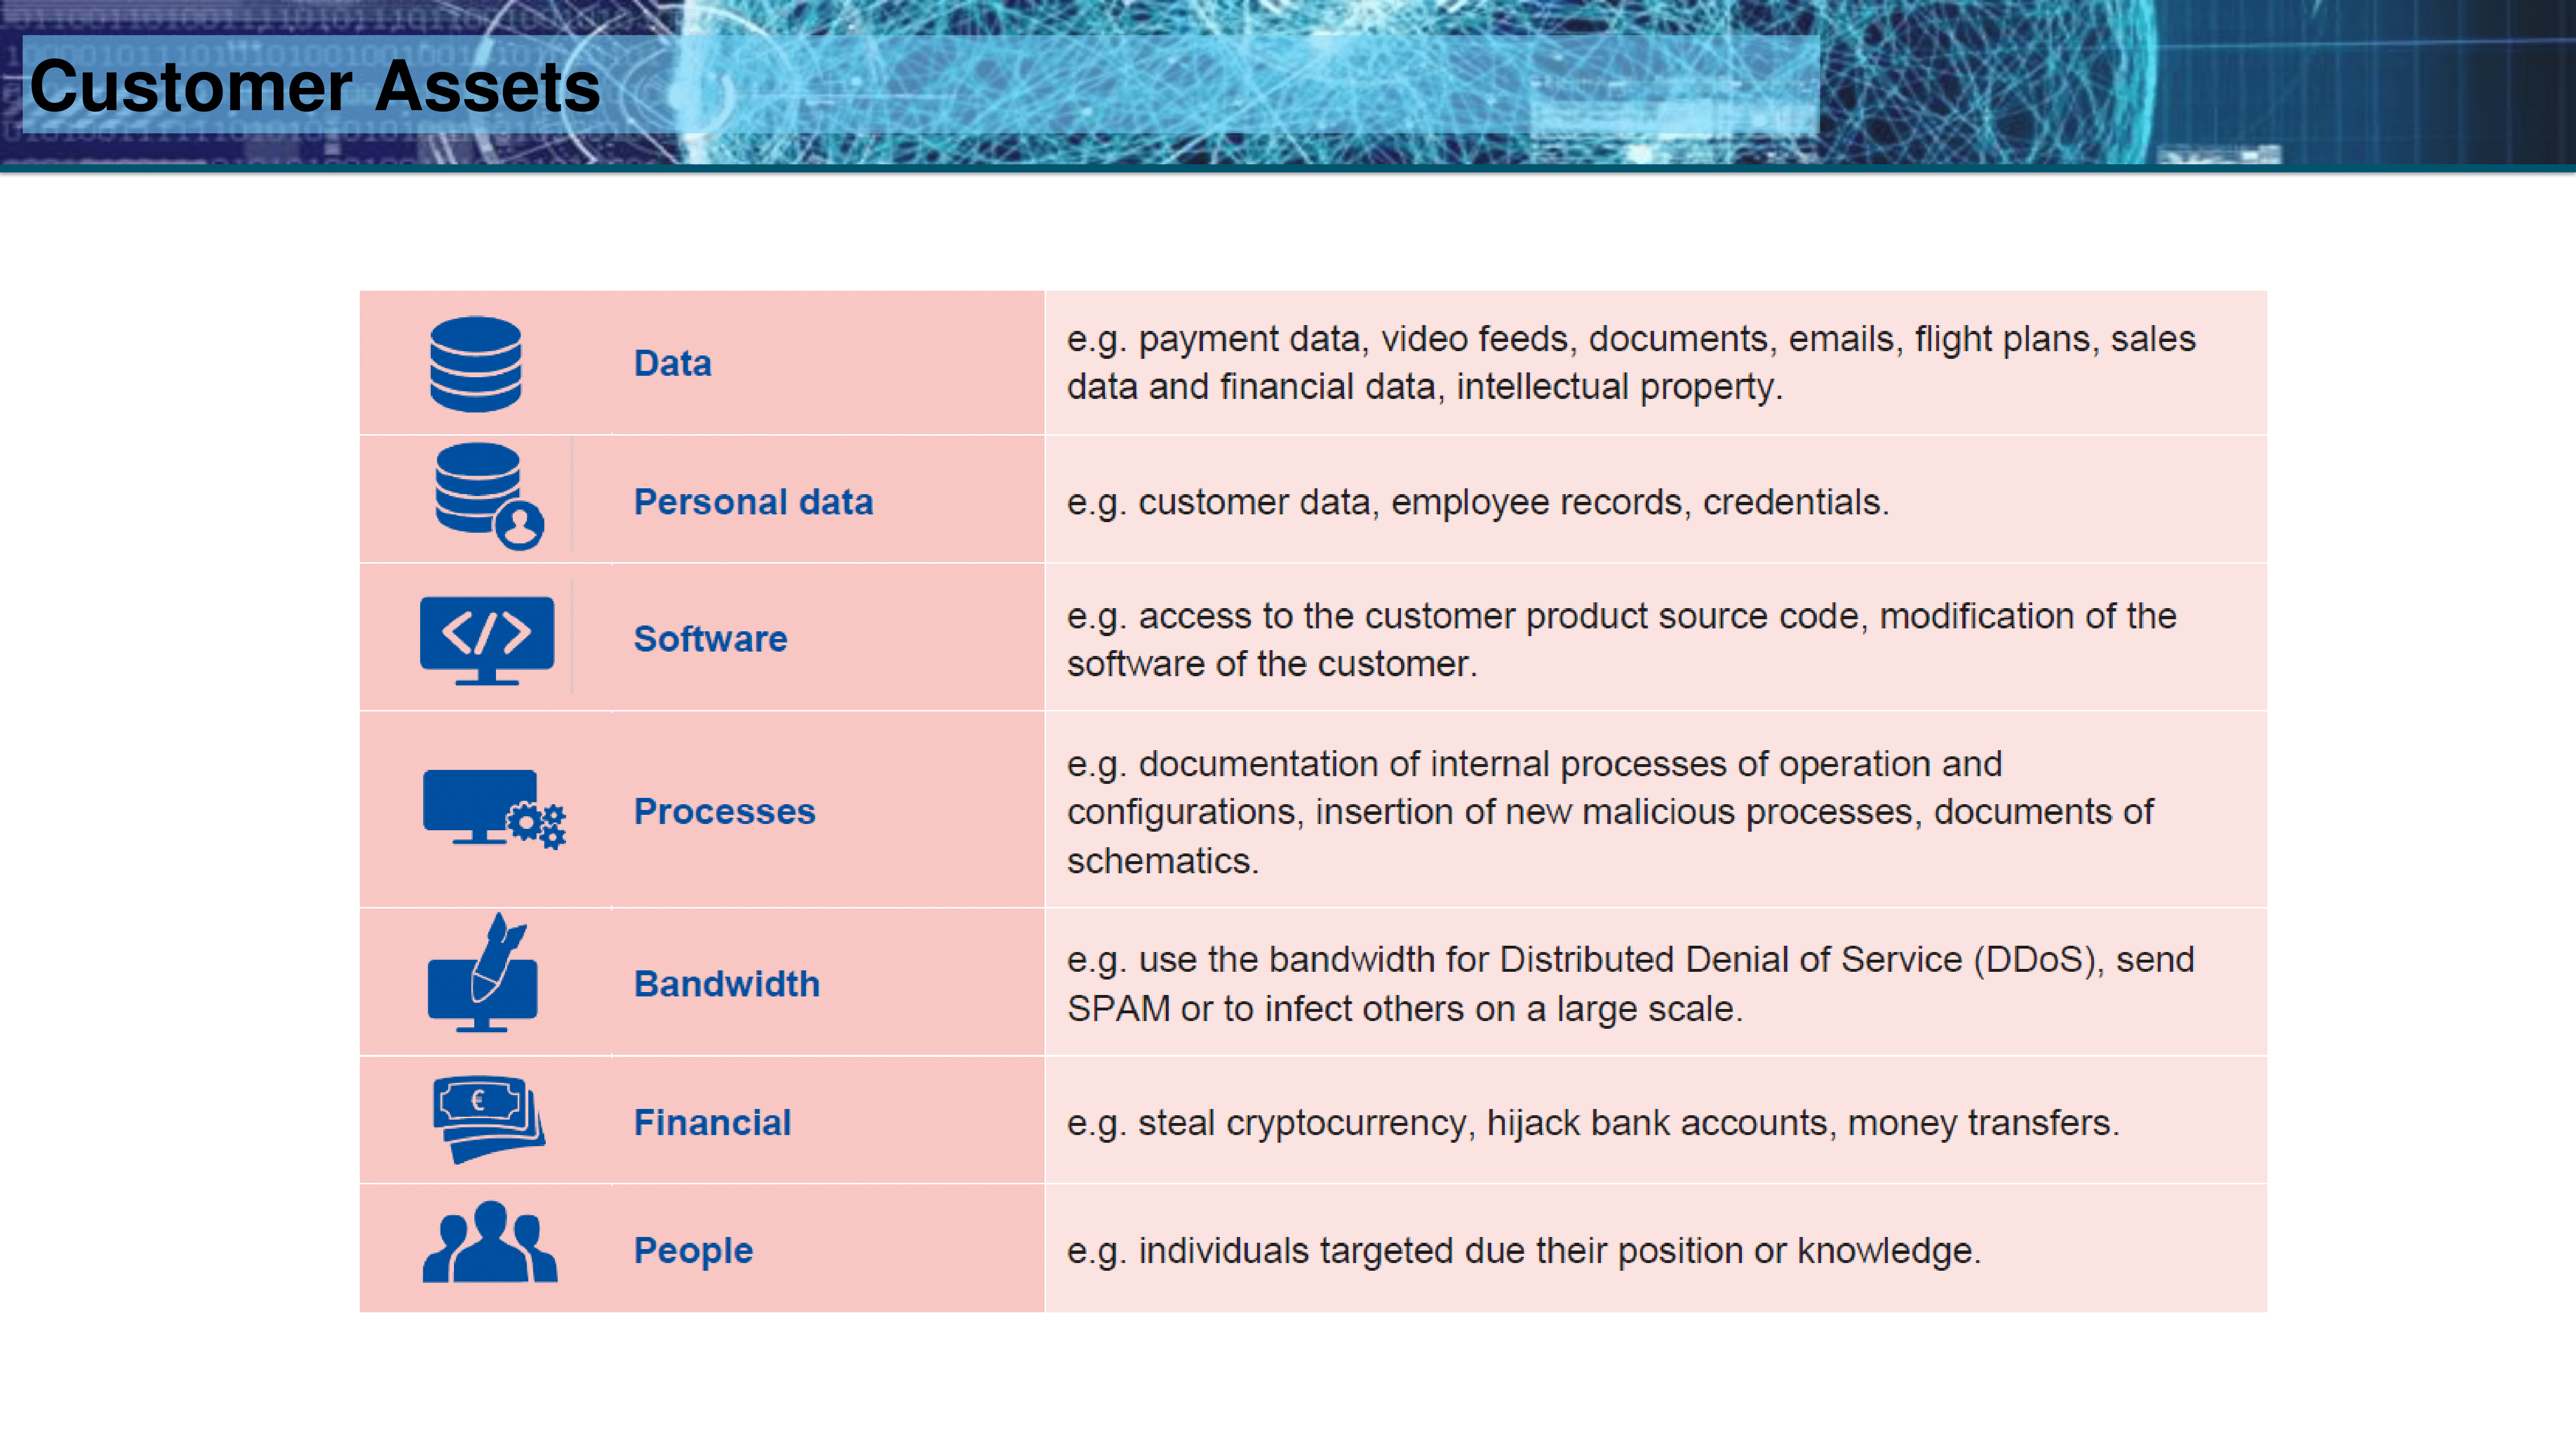 Customer Assets
Data
e.g. payment data, video feeds, documents, emails, flight plans, sales
data and financial data, intellectual property.
Personal data
e.g. customer data, employee records, credentials.
Software
e.g. access to the customer product source code, modification of the
software of the customer.
Processes
e.g. documentation of internal processes of operation and
configurations, insertion of new malicious processes, documents of
schematics.
Bandwidth
e.g. use the bandwidth for Distributed Denial of Service (DDoS), send
SPAM or to infect others on a large scale.
Financial
e.g. steal cryptocurrency, hijack bank accounts, money transfers.
People
e.g. individuals targeted due their position or knowledge.